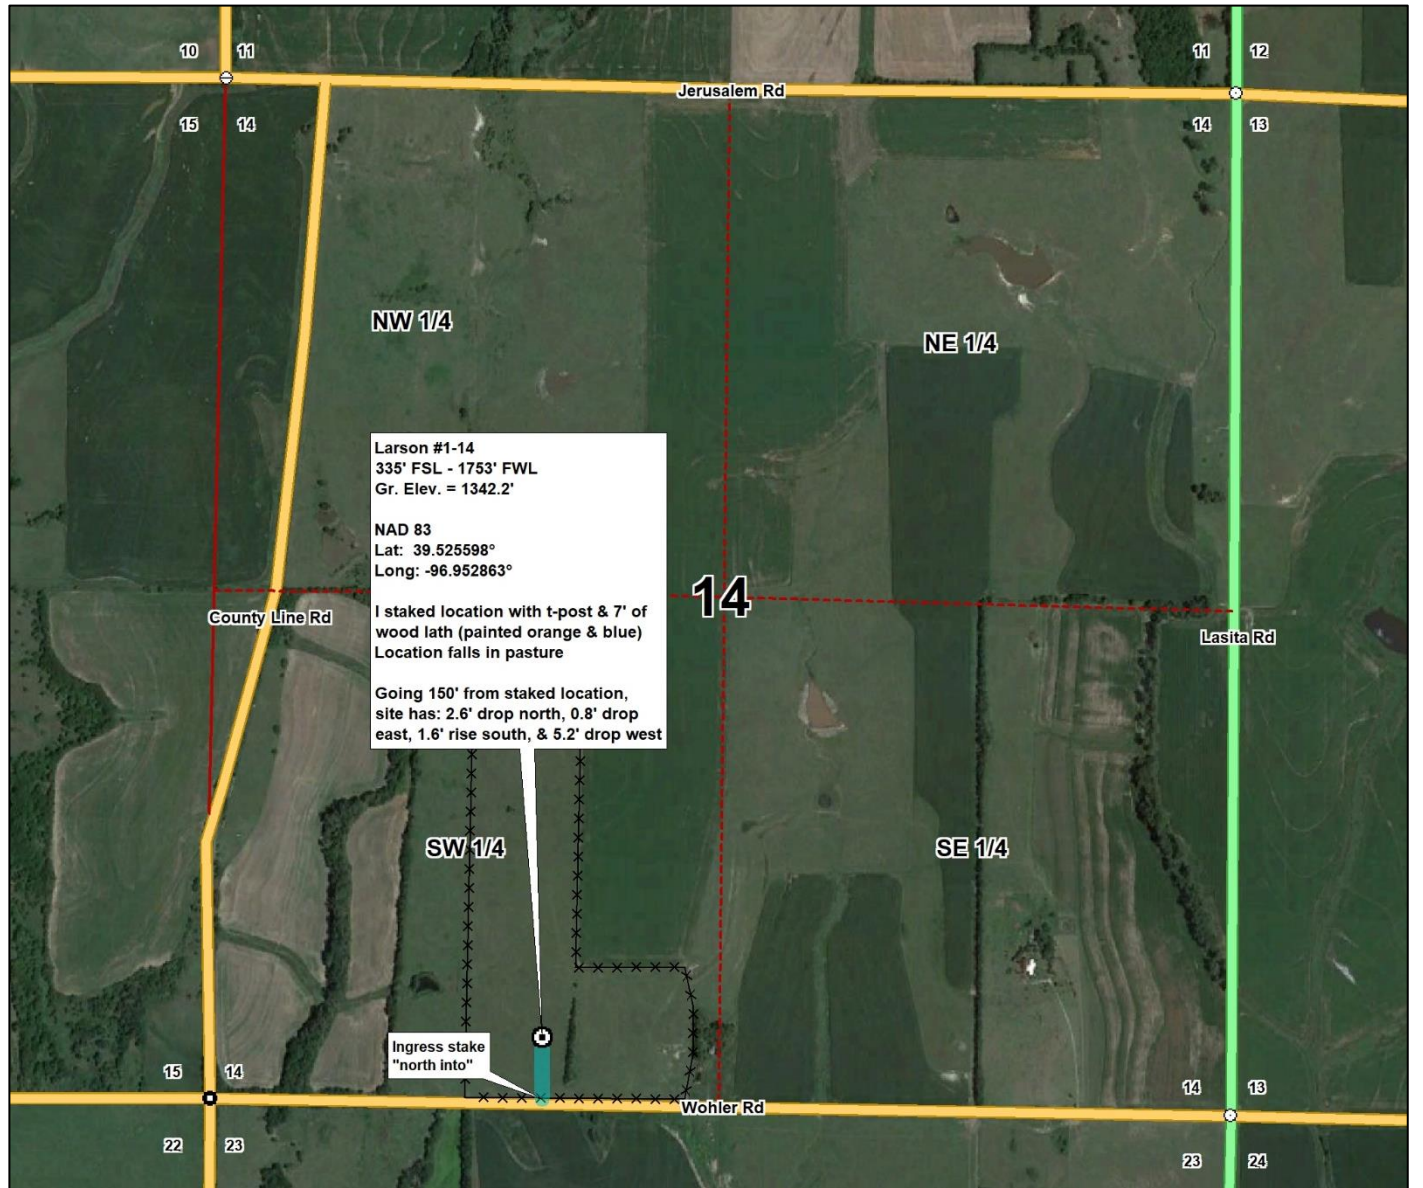 10
11
11
12
Jerusalem Rd
15
14
14
13
NW 1/4
NE 1/4
Larson #1-14
335' FSL - 1753' FWL
Gr. Elev. = 1342.2'
NAD 83
Lat: 39.525598°
Long: -96.952863°
I staked location with t-post & 7' of
wood lath (painted orange & blue)
Location falls in pasture
Going 150' from staked location,
site has: 2.6' drop north, 0.8' drop
east, 1.6' rise south, & 5.2' drop west
14
County Line Rd
Lasita Rd
SW 1/4
SE 1/4
Ingress stake
"north into"
15
14
14
13
Wohler Rd
22
23
23
24